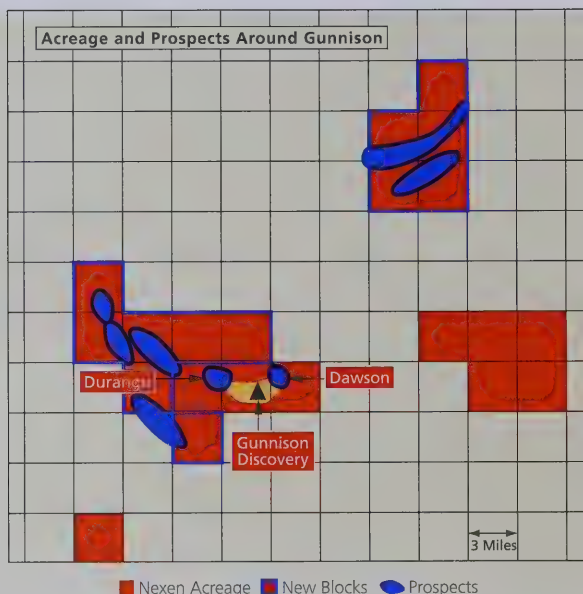 Acreage and Prospects Around Gunnison
Dawson
Gunnison
Discovery
3 Miles
Nexen Acreage
New Blocks
Prospects